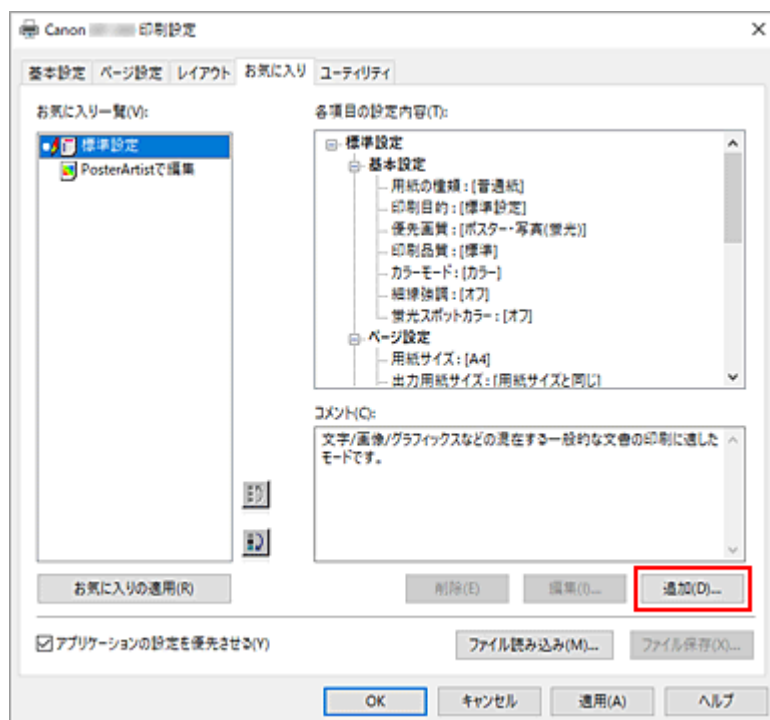 Canon 印刷設定
基本設定 ページ設定 レイアウト お気に入り ユーティリティ
お気に入り一覧(V):
標準設定
PosterArtistで編集
各項目の設定内容(T):
標準設定
基本設定
用紙の種類 : [普通紙]
印刷目的 : [標準設定]
優先画質 : [ポスター・写真(蛍光)]
印刷品質 : [標準]
カラーモード : [カラー]
細線強調 : [オフ]
蛍光スポットカラー : [オフ]
ページ設定
用紙サイズ : [A4]
出力用紙サイズ : [用紙サイズと同じ]
コメント(C):
文字/画像/グラフィックスなどの混在する一般的な文書の印刷に適した
モードです。
お気に入りの適用(R)
削除(E) 編集(I)... 追加(D)...
アプリケーションの設定を優先させる(Y)
ファイル読み込み(M)... ファイル保存(X)...
OK キャンセル 適用(A) ヘルプ